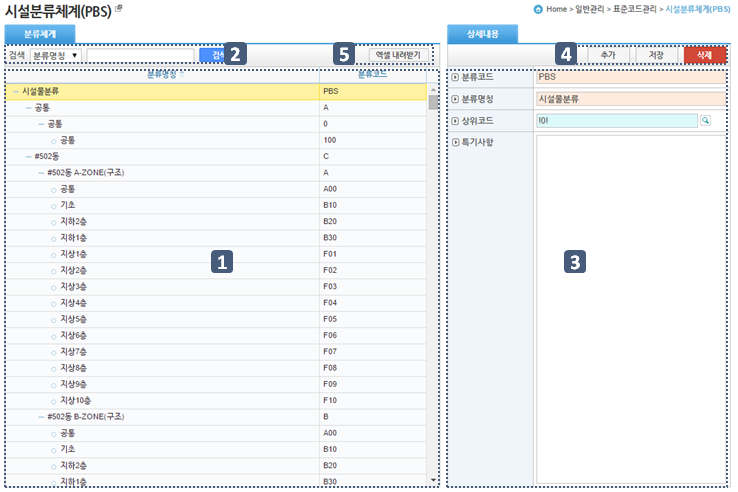 시설분류체계(PBS)
Home > 일반관리 > 표준코드관리 > 시설분류체계(PBS)
분류체계
검색 분류명칭 검색 2 5 엑셀 내려받기
분류명칭 분류코드
시설물분류 PBS
공통 A
공통 0
공통 100
#502동 C
#502동 A-ZONE(구조) A
공통 A00
기초 B10
지하2층 B20
지하1층 B30
지상1층 F01
지상2층 F02
지상3층 F03
지상4층 F04
지상5층 F05
지상6층 F06
지상7층 F07
지상8층 F08
지상9층 F09
지상10층 F10
#502동 B-ZONE(구조) B
공통 A00
기초 B10
지하2층 B20
지하1층 B30
1
상세내용
4 추가 저장 삭제
분류코드 PBS
분류명칭 시설물분류
상위코드
특기사항
3